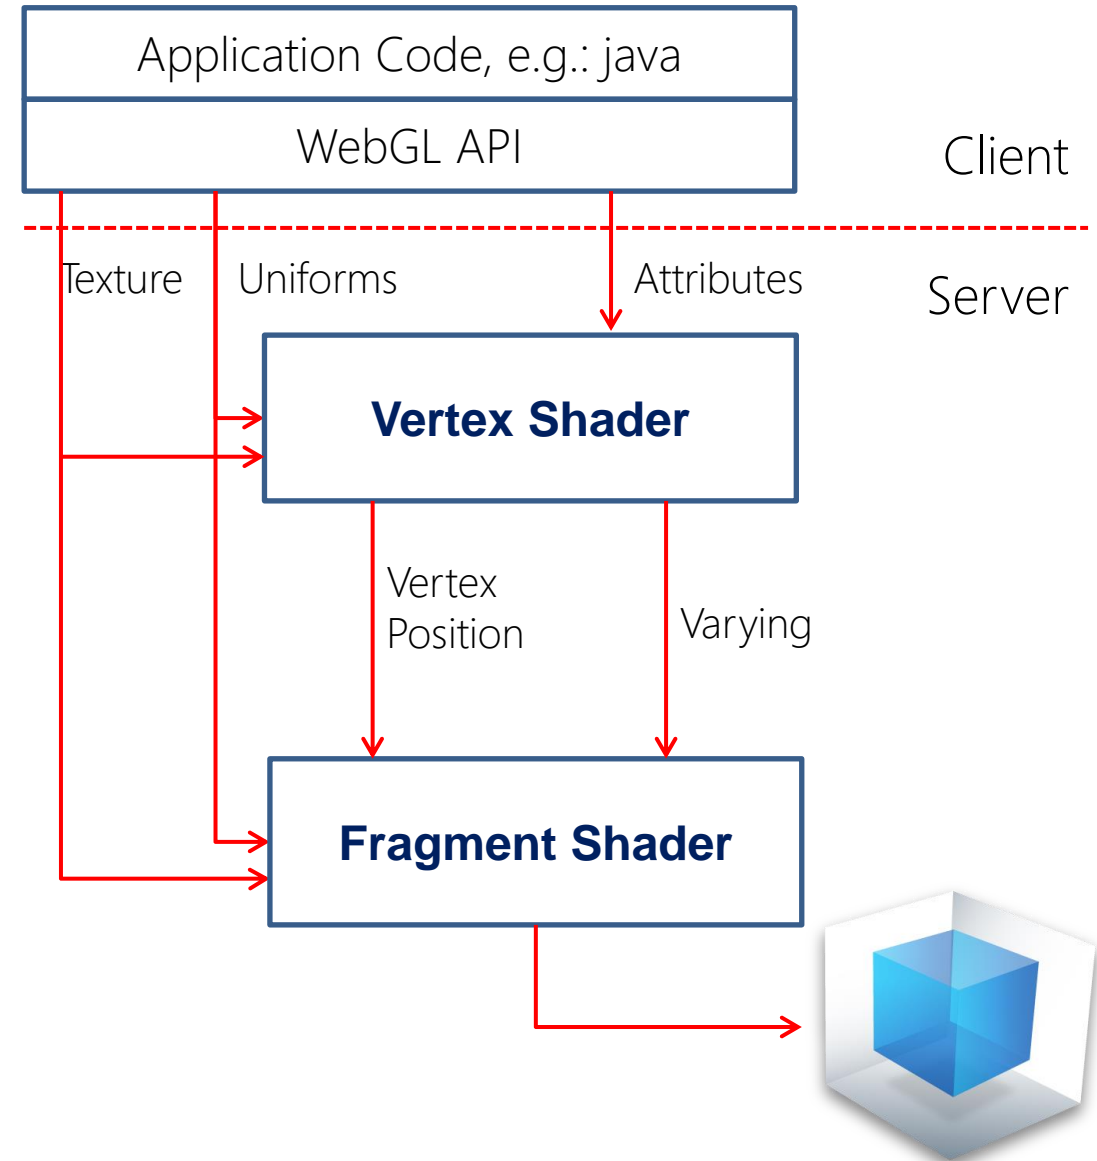 Application Code, e.g.: java
WebGL API
Client
Texture
Uniforms
Attributes
Server
Vertex Shader
Vertex
Position
Varying
Fragment Shader